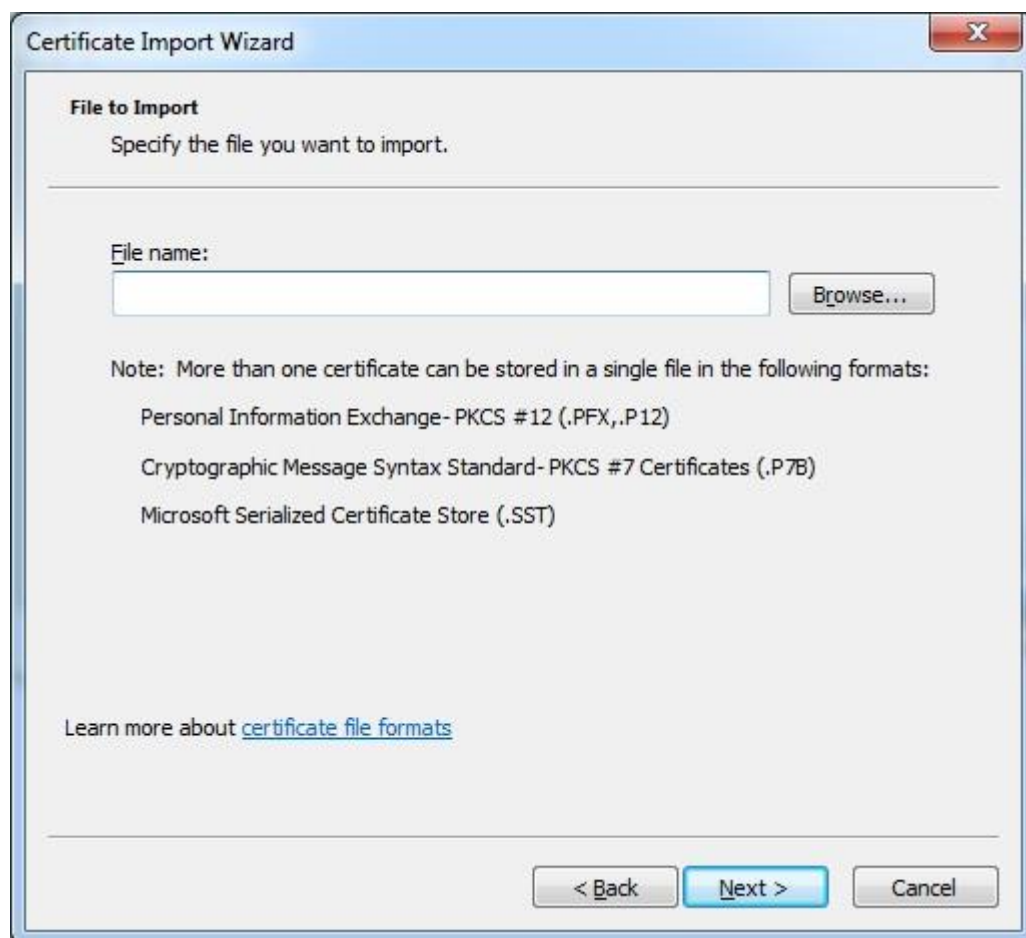 Certificate Import Wizard
File to Import
Specify the file you want to import.
File name:
Browse...
Note: More than one certificate can be stored in a single file in the following formats:
Personal Information Exchange- PKCS #12 (.PFX,.P12)
Cryptographic Message Syntax Standard- PKCS #7 Certificates (.P7B)
Microsoft Serialized Certificate Store (.SST)
Learn more about certificate file formats
< Back Next > Cancel